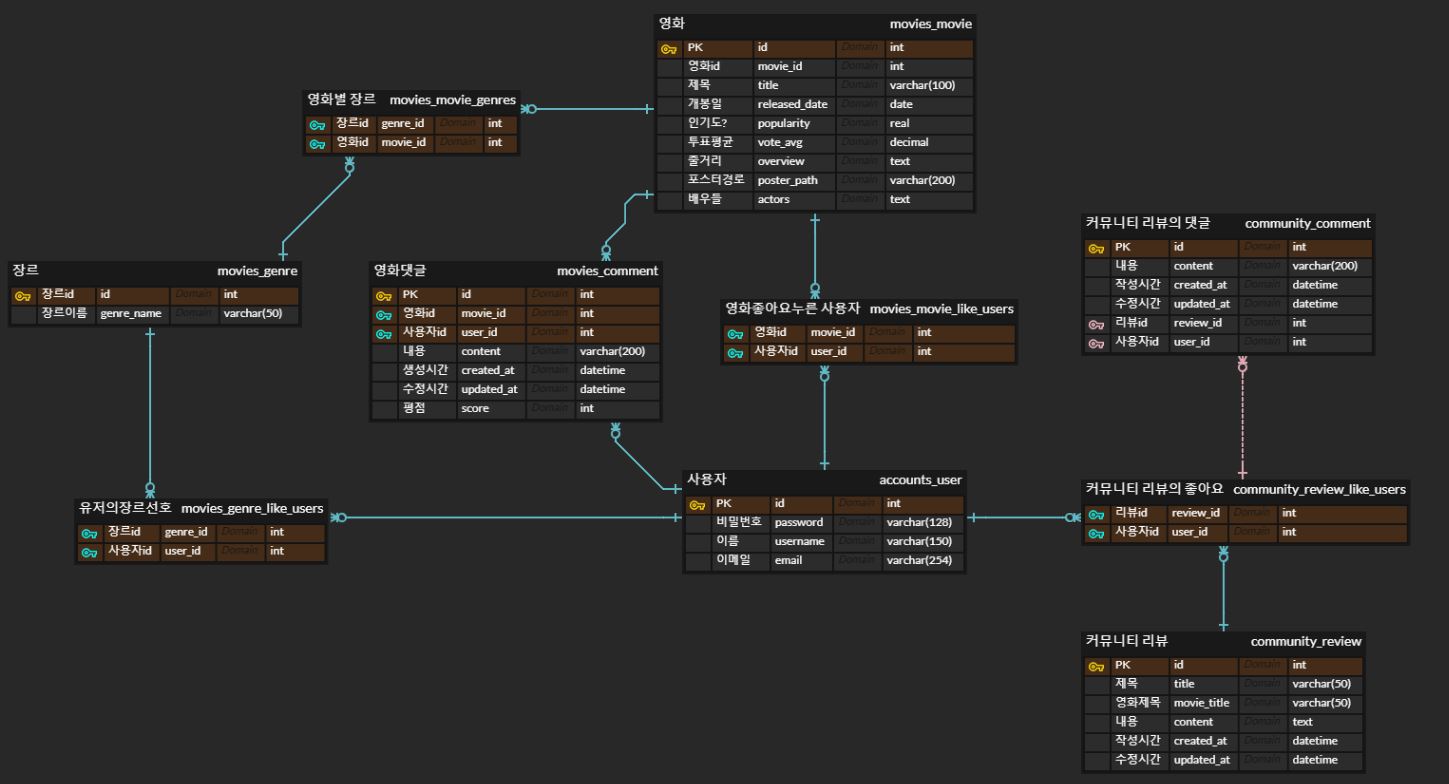 영화 movies_movie
PK id Domain int
영화id movie_id Domain int
제목 title Domain varchar(100)
개봉일 released_date Domain date
인기도? popularity Domain real
투표평균 vote_avg Domain decimal
줄거리 overview Domain text
포스터경로 poster_path Domain varchar(200)
배우들 actors Domain text
영화별 장르 movies_movie_genres
장르id genre_id Domain int
영화id movie_id Domain int
장르 movies_genre
장르id id Domain int
장르이름 genre_name Domain varchar(50)
영화댓글 movies_comment
PK id Domain int
영화id movie_id Domain int
사용자id user_id Domain int
내용 content Domain varchar(200)
생성시간 created_at Domain datetime
수정시간 updated_at Domain datetime
평점 score Domain int
영화좋아요누른 사용자 movies_movie_like_users
영화id movie_id Domain int
사용자id user_id Domain int
커뮤니티 리뷰의 댓글 community_comment
PK id Domain int
내용 content Domain varchar(200)
작성시간 created_at Domain datetime
수정시간 updated_at Domain datetime
리뷰id review_id Domain int
사용자id user_id Domain int
유저의장르선호 movies_genre_like_users
장르id genre_id Domain int
사용자id user_id Domain int
사용자 accounts_user
PK id Domain int
비밀번호 password Domain varchar(128)
이름 username Domain varchar(150)
이메일 email Domain varchar(254)
커뮤니티 리뷰의 좋아요 community_review_like_users
리뷰id review_id Domain int
사용자id user_id Domain int
커뮤니티 리뷰 community_review
PK id Domain int
제목 title Domain varchar(50)
영화제목 movie_title Domain varchar(50)
내용 content Domain text
작성시간 created_at Domain datetime
수정시간 updated_at Domain datetime